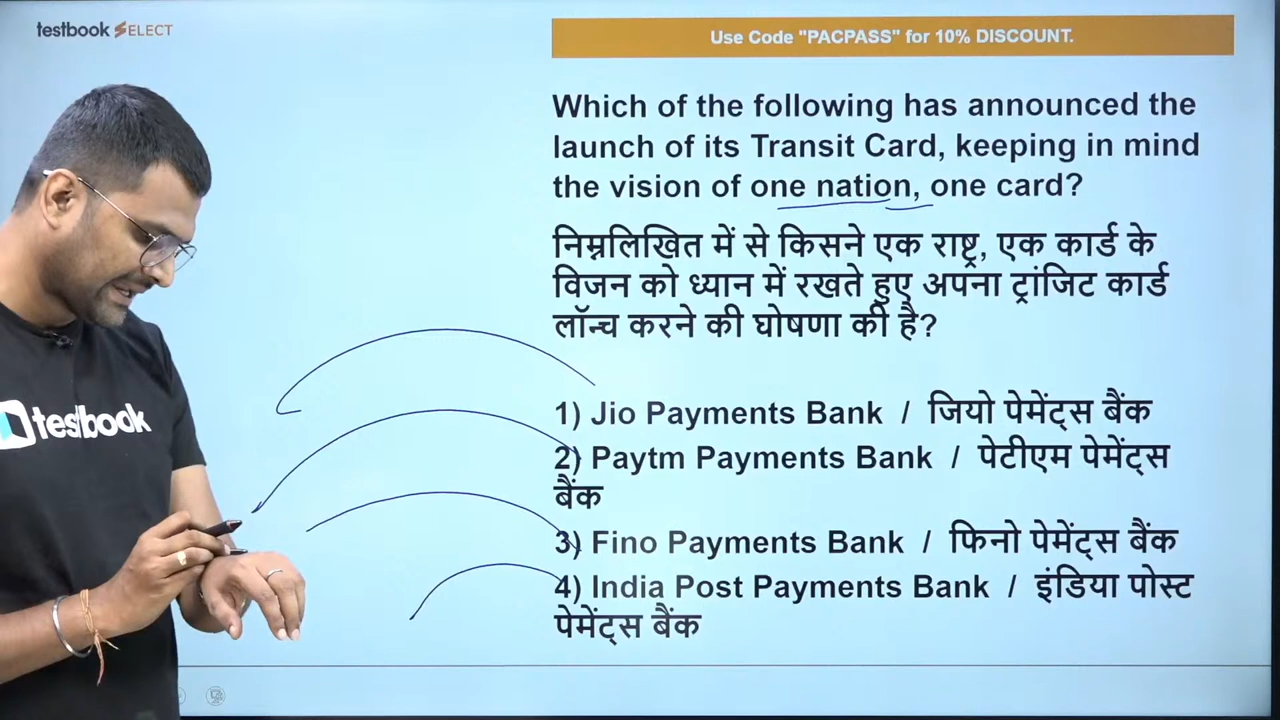 testbook SELECT
Use Code "PACPASS" for 10% DISCOUNT.
Which of the following has announced the
launch of its Transit Card, keeping in mind
the vision of one nation, one card?
निम्नलिखित में से किसने एक राष्ट्र, एक कार्ड के
विजन को ध्यान में रखते हुए अपना ट्रांजिट कार्ड
लॉन्च करने की घोषणा की है?
1) Jio Payments Bank / जियो पेमेंट्स बैंक
2) Paytm Payments Bank / पेटीएम पेमेंट्स
बैंक
3) Fino Payments Bank / फिनो पेमेंट्स बैंक
4) India Post Payments Bank / इंडिया पोस्ट
पेमेंट्स बैंक
testbook